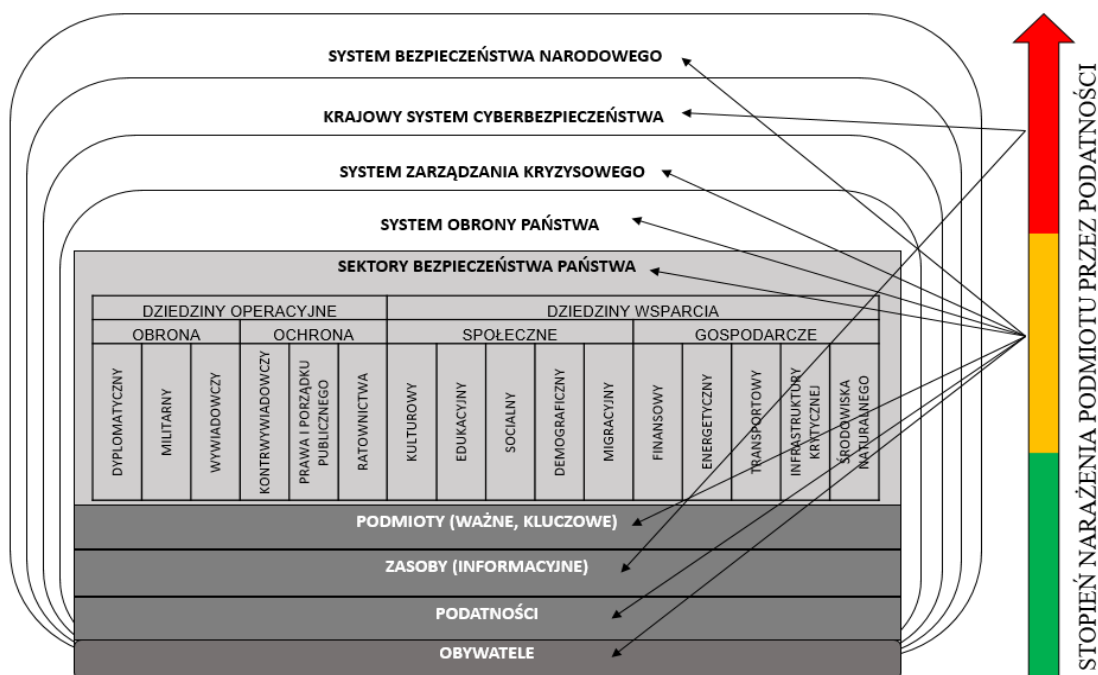 SYSTEM BEZPIECZEŃSTWA NARODOWEGO
KRAJOWY SYSTEM CYBERBEZPIECZEŃSTWA
SYSTEM ZARZĄDZANIA KRYZYSOWEGO
SYSTEM OBRONY PAŃSTWA
SEKTORY BEZPIECZEŃSTWA PAŃSTWA
DZIEDZINY OPERACYJNE
DZIEDZINY WSPARCIA
OBRONA
OCHRONA
SPOŁECZNE
GOSPODARCZE
DYPLOMATYCZNY
MILITARNY
WYWIADOWCZY
KONTRWYWIADOWCZY
PRAWA I PORZĄDKU
PUBLICZNEGO
RATOWNICTWA
KULTUROWY
EDUKACYJNY
SOCJALNY
DEMOGRAFICZNY
MIGRACYJNY
FINANSOWY
ENERGETYCZNY
TRANSPORTOWY
INFRASTRUKTURY
KRYTYCZNEJ
ŚRODOWISKA
NATURALNEGO
PODMIOTY (WAŻNE, KLUCZOWE)
ZASOBY (INFORMACYJNE)
PODATNOŚCI
OBYWATELE
STOPIEŃ NARAŻENIA PODMIOTU PRZEZ PODATNOŚCI